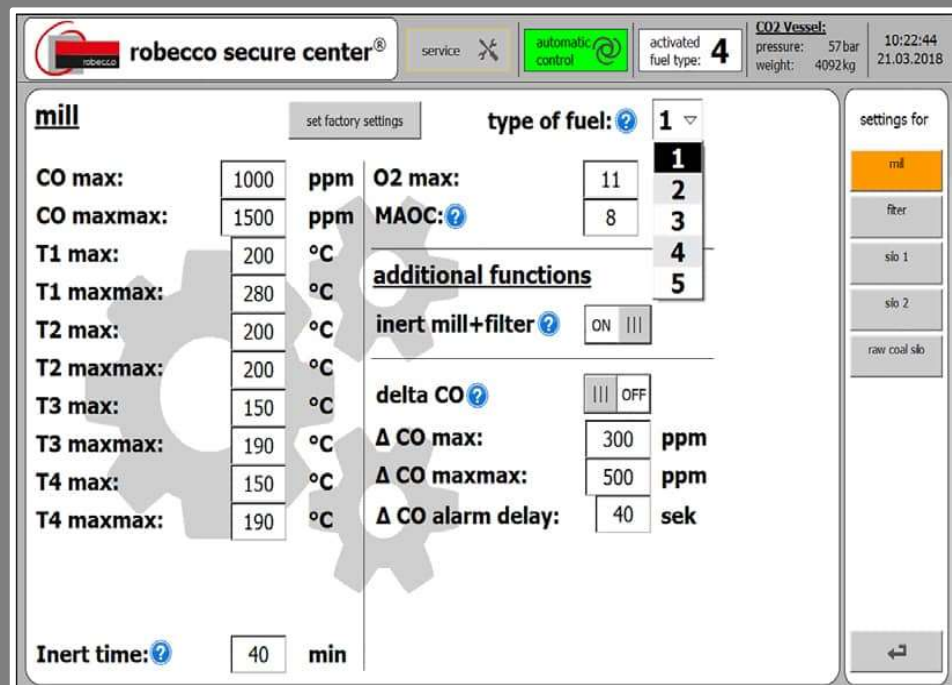 robecco
robecco secure center®
service
automatic
control
activated
fuel type: 4
CO2 Vessel:
pressure: 57 bar
weight: 4092 kg
10:22:44
21.03.2018
mill
set factory settings
type of fuel: ? 1
1
2
3
4
5
CO max: 1000 ppm
CO maxmax: 1500 ppm
T1 max: 200 °C
T1 maxmax: 280 °C
T2 max: 200 °C
T2 maxmax: 200 °C
T3 max: 150 °C
T3 maxmax: 190 °C
T4 max: 150 °C
T4 maxmax: 190 °C
Inert time: ? 40 min
O2 max: 11
MAOC: ? 8
additional functions
inert mill+filter ? ON
delta CO ? OFF
Δ CO max: 300 ppm
Δ CO maxmax: 500 ppm
Δ CO alarm delay: 40 sek
settings for
mill
filter
silo 1
silo 2
raw coal silo